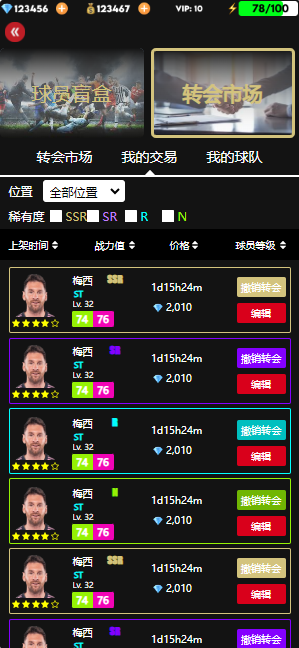 123456 123467 VIP: 10 78/100
球员盲盒 转会市场
转会市场 我的交易 我的球队
位置 全部位置
稀有度 SSR SR R N
上架时间 战力值 价格 球员等级
梅西 SSR 1d15h24m 撤销转会
ST
Lv. 32 2,010 编辑
74 76
梅西 1d15h24m 撤销转会
ST
Lv. 32 2,010 编辑
74 76
梅西 1d15h24m 撤销转会
ST
Lv. 32 2,010 编辑
74 76
梅西 1d15h24m 撤销转会
ST
Lv. 32 2,010 编辑
74 76
梅西 SSR 1d15h24m 撤销转会
ST
Lv. 32 2,010 编辑
74 76
梅西 1d15h24m 撤销转会
ST